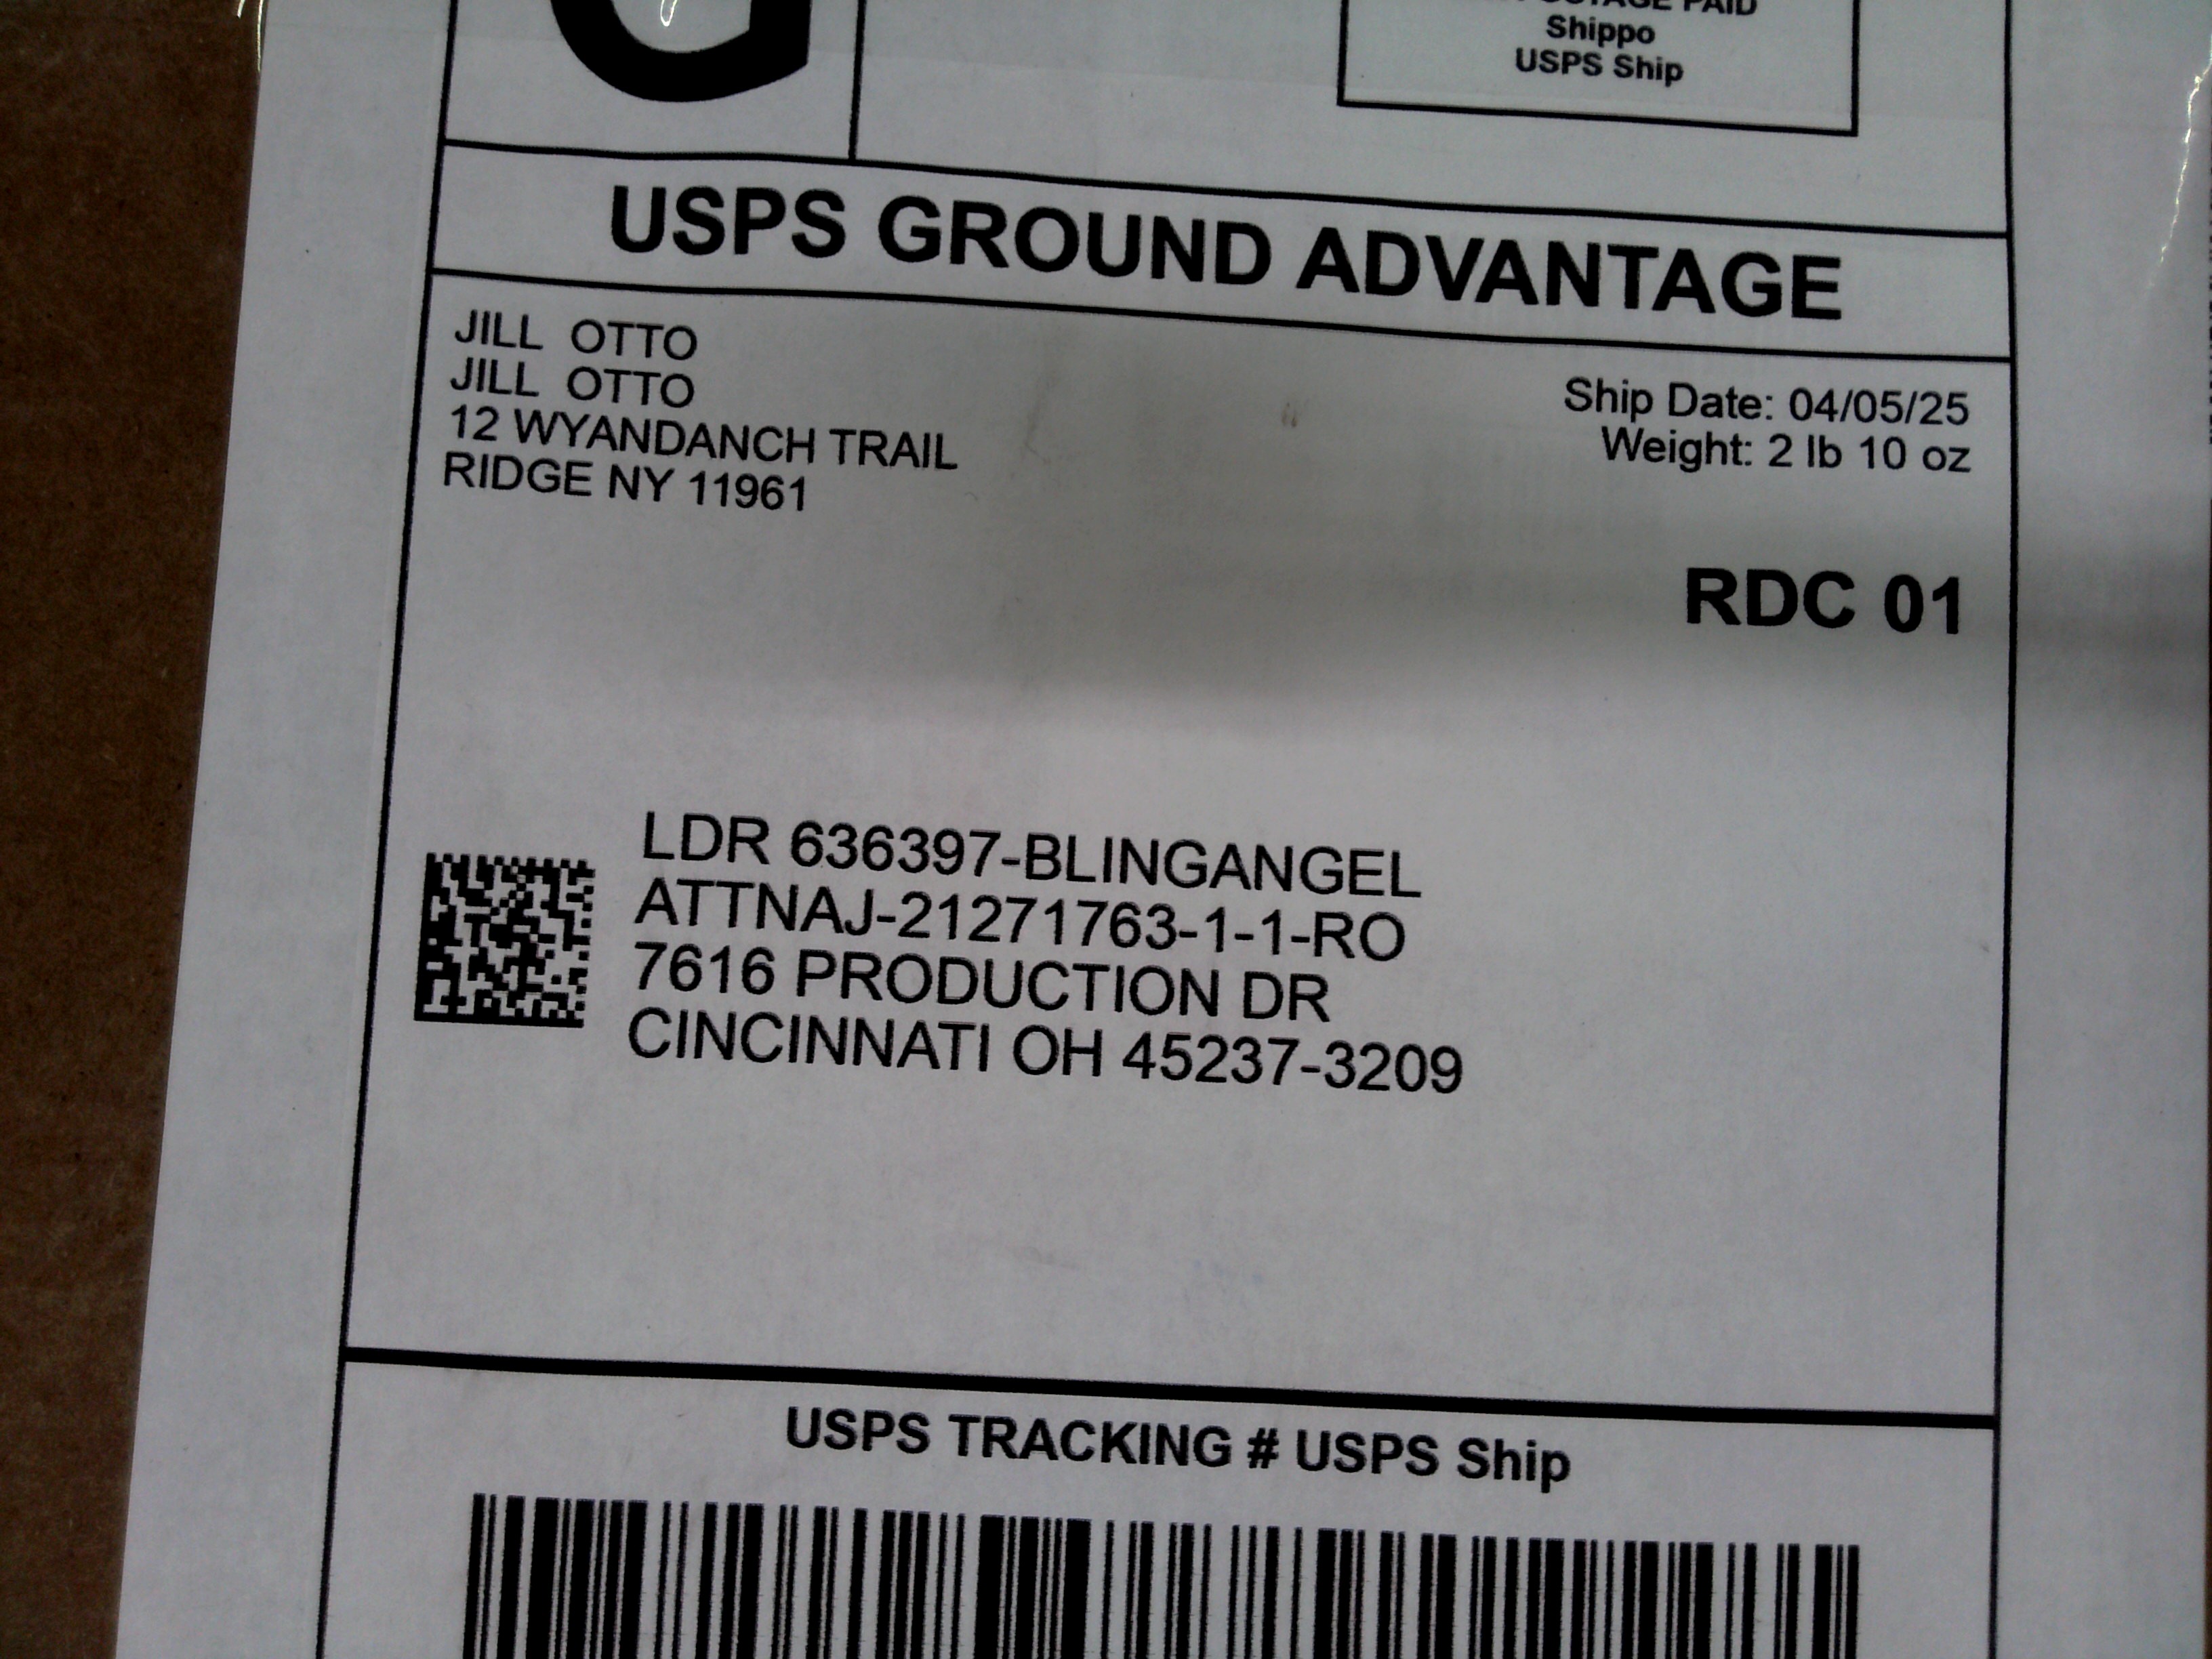 G
PAID
Shippo
USPS Ship
USPS GROUND ADVANTAGE
JILL OTTO
JILL OTTO
12 WYANDANCH TRAIL
RIDGE NY 11961
Ship Date: 04/05/25
Weight: 2 lb 10 oz
RDC 01
LDR 636397-BLINGANGEL
ATTNAJ-21271763-1-1-RO
7616 PRODUCTION DR
CINCINNATI OH 45237-3209
USPS TRACKING # USPS Ship